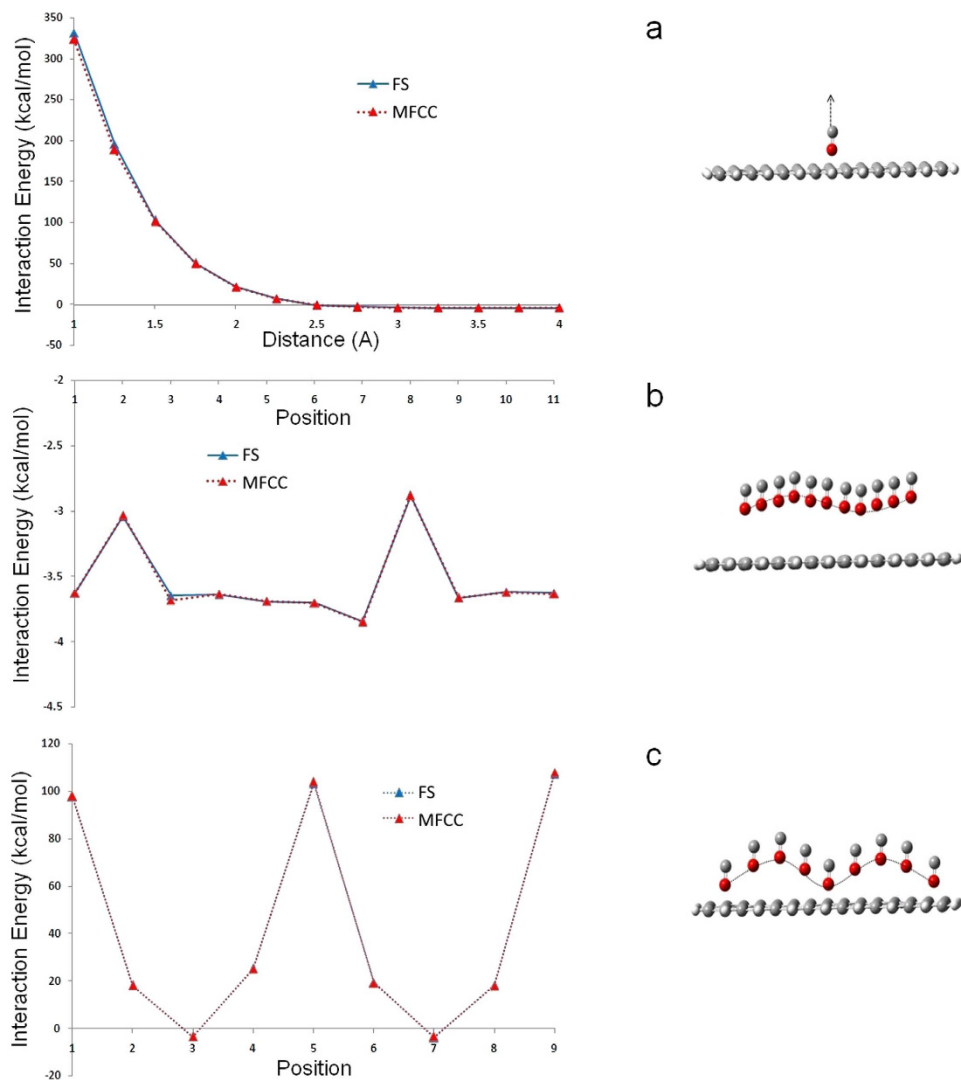 a
Interaction Energy (kcal/mol)
350
300
250
200
150
100
50
0
-50
FS
MFCC
1 1.5 2 2.5 3 3.5 4
Distance (A)
b
Interaction Energy (kcal/mol)
-2
-2.5
-3
-3.5
-4
-4.5
1 2 3 4 5 6 7 8 9 10 11
Position
FS
MFCC
c
Interaction Energy (kcal/mol)
120
100
80
60
40
20
0
-20
FS
MFCC
1 2 3 4 5 6 7 8 9
Position